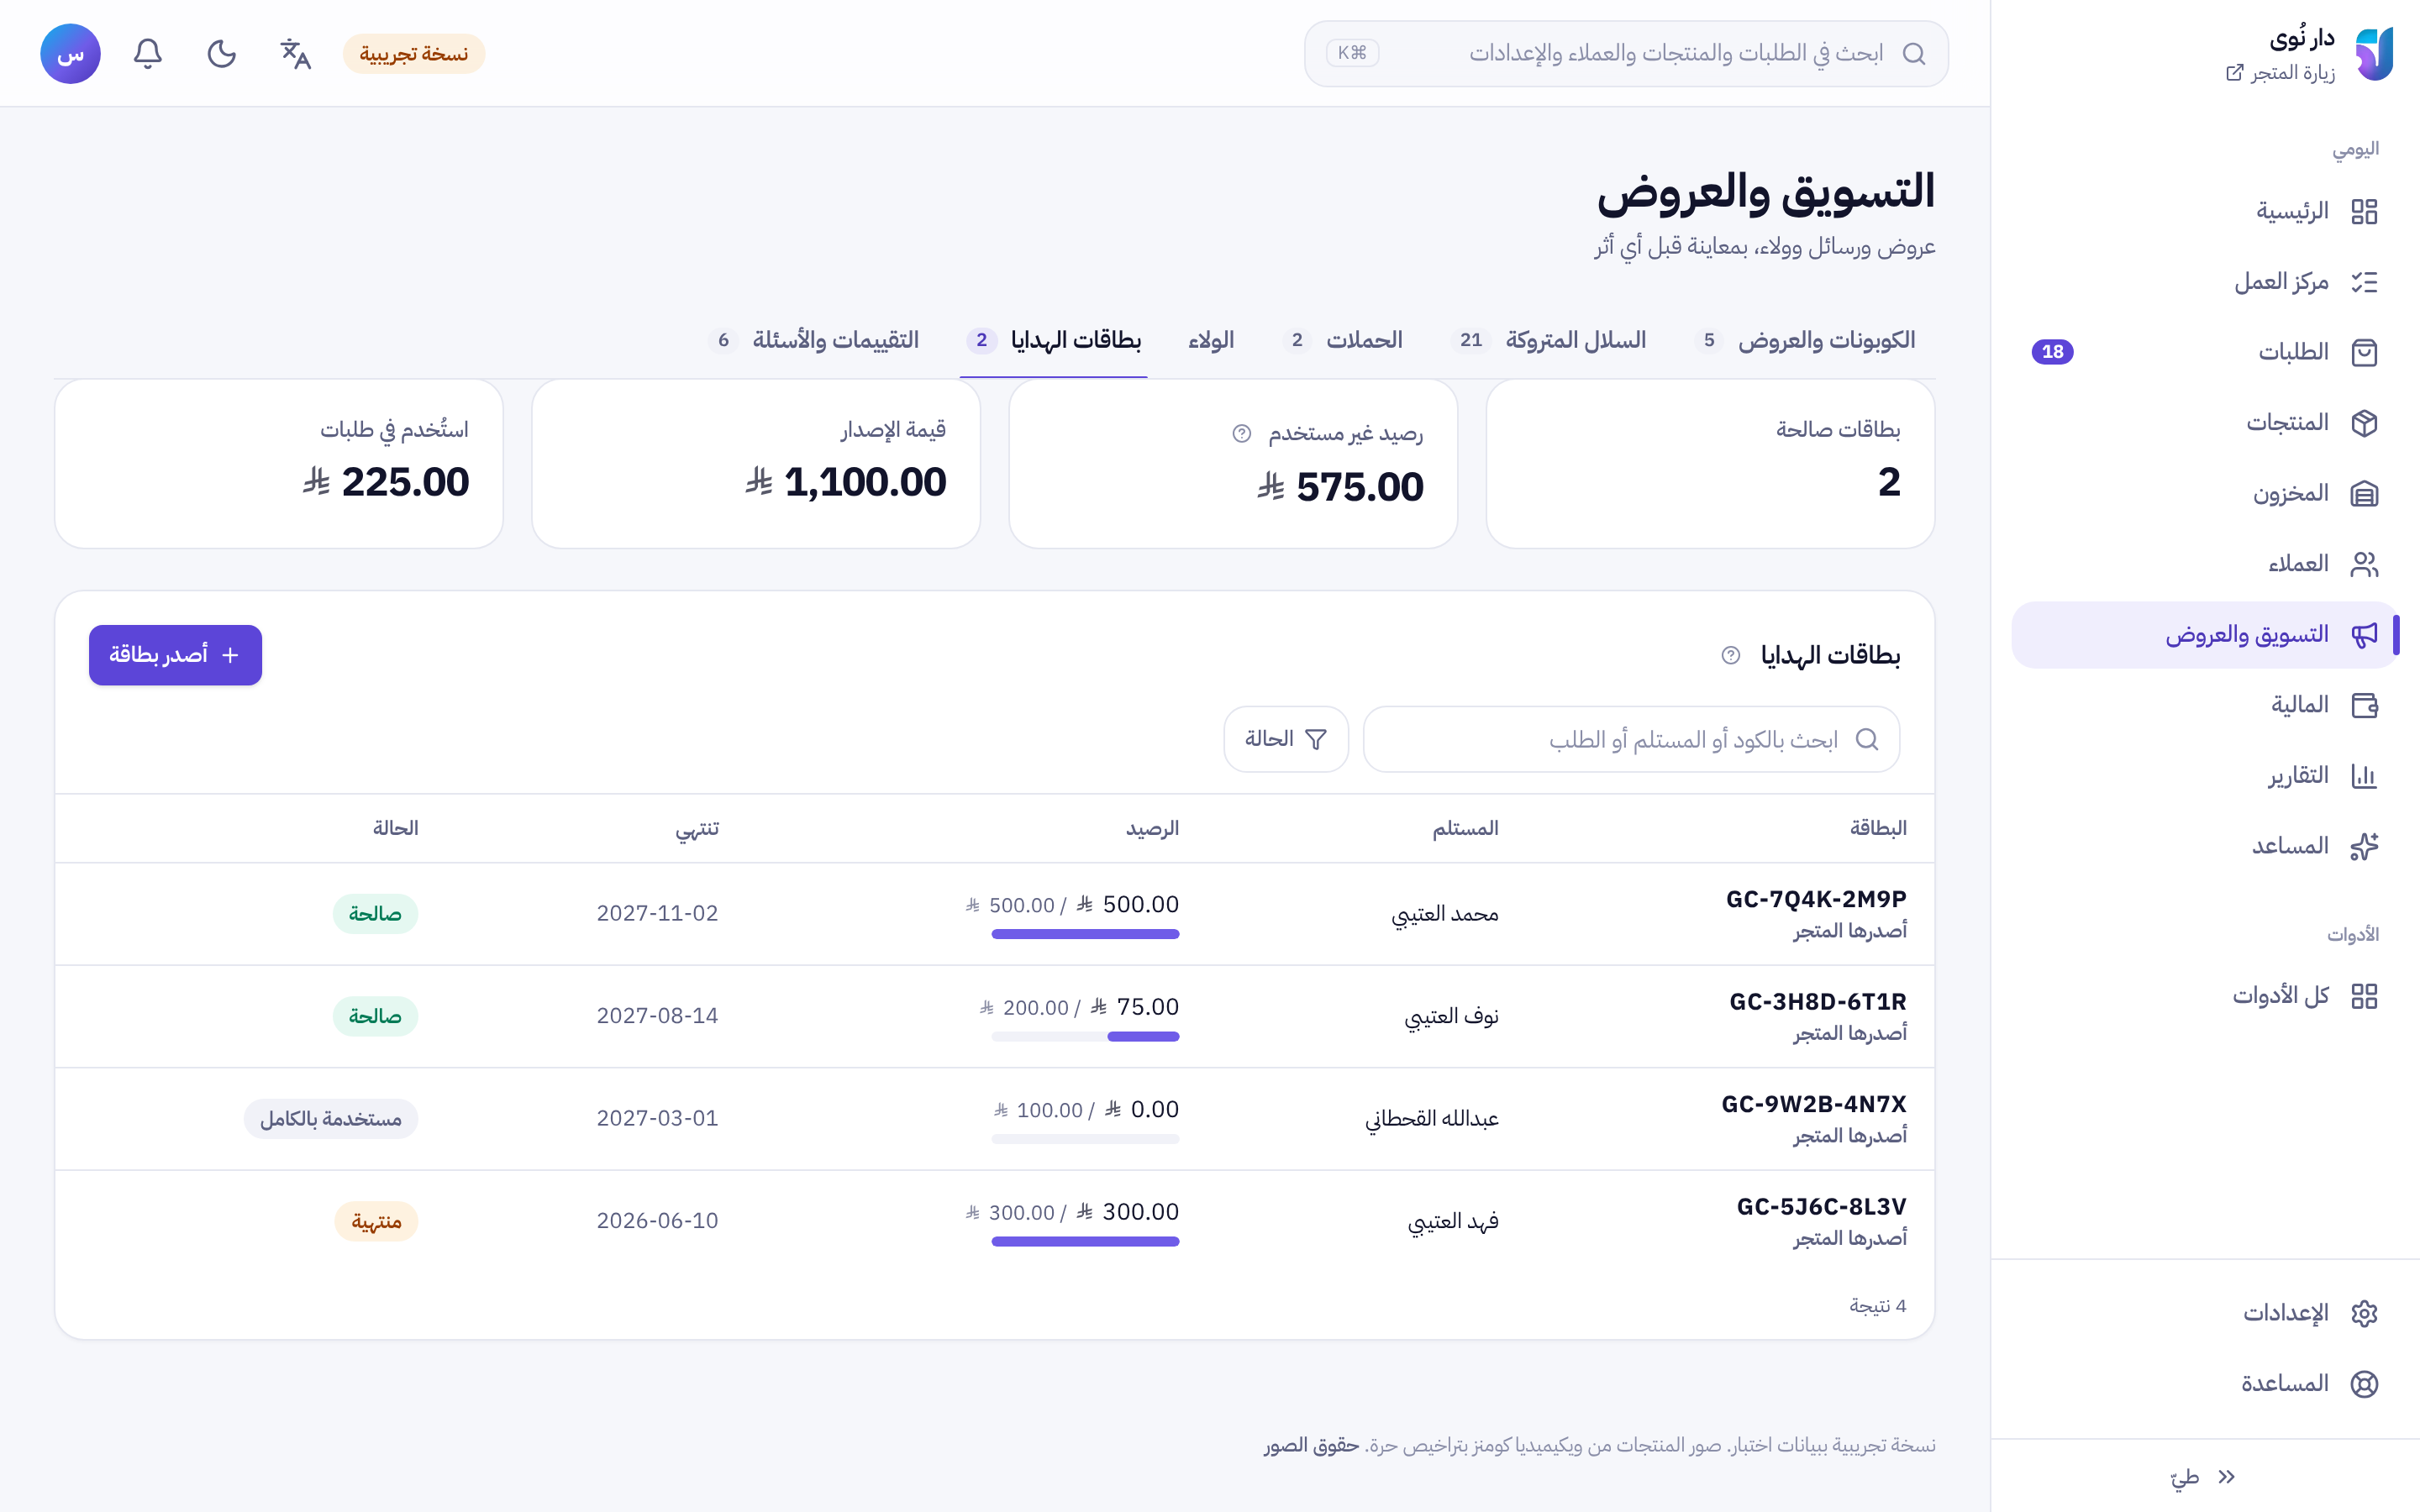 دار نُوى
زيارة المتجر
اليومي
الرئيسية
مركز العمل
الطلبات 18
المنتجات
المخزون
العملاء
التسويق والعروض
المالية
التقارير
المساعد
الأدوات
كل الأدوات
الإعدادات
المساعدة
طيّ
ابحث في الطلبات والمنتجات والعملاء والإعدادات ⌘K
نسخة تجريبية
س
التسويق والعروض
عروض ورسائل وولاء، بمعاينة قبل أي أثر
الكوبونات والعروض 5 السلال المتروكة 21 الحملات 2 الولاء بطاقات الهدايا 2 التقييمات والأسئلة 6
بطاقات صالحة
2
رصيد غير مستخدم
575.00
قيمة الإصدار
1,100.00
استُخدم في طلبات
225.00
بطاقات الهدايا
أصدر بطاقة
ابحث بالكود أو المستلم أو الطلب
الحالة
البطاقة المستلم الرصيد تنتهي الحالة
GC-7Q4K-2M9P
أصدرها المتجر
محمد العتيبي
500.00 / 500.00
2027-11-02
صالحة
GC-3H8D-6T1R
أصدرها المتجر
نوف العتيبي
75.00 / 200.00
2027-08-14
صالحة
GC-9W2B-4N7X
أصدرها المتجر
عبدالله القحطاني
0.00 / 100.00
2027-03-01
مستخدمة بالكامل
GC-5J6C-8L3V
أصدرها المتجر
فهد العتيبي
300.00 / 300.00
2026-06-10
منتهية
4 نتيجة
نسخة تجريبية ببيانات اختبار. صور المنتجات من ويكيميديا كومنز بتراخيص حرة. حقوق الصور